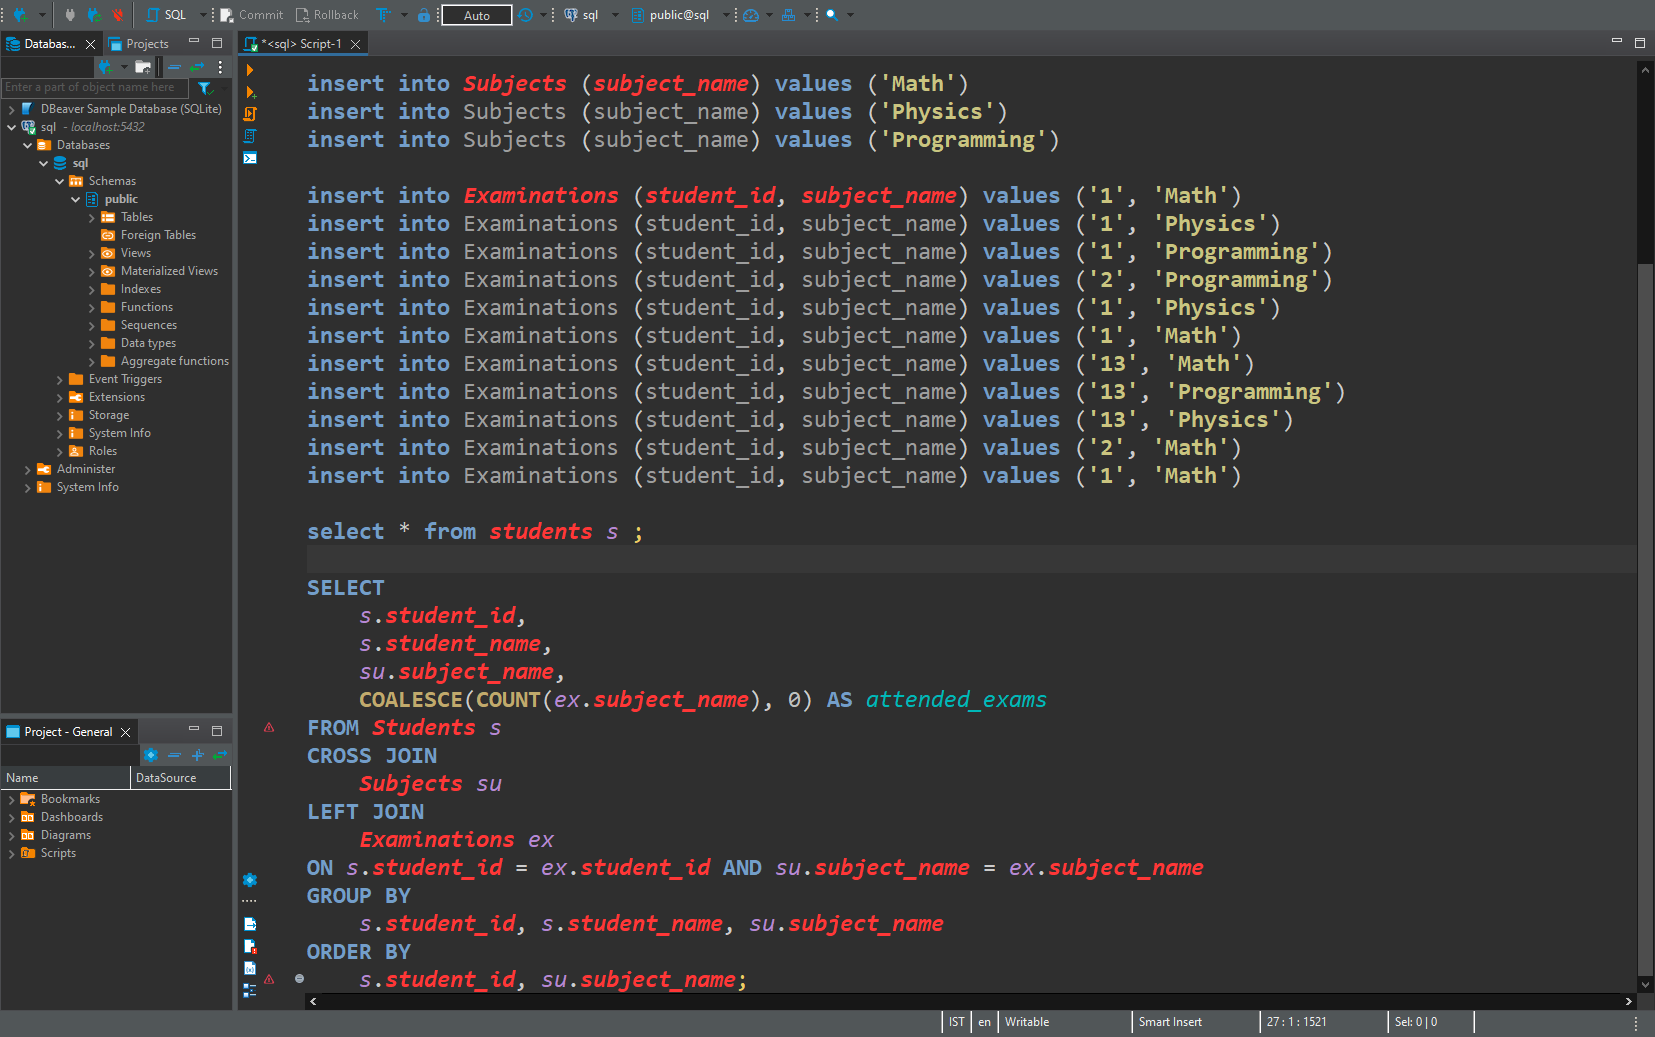 SQL Commit Rollback Auto sql public@sql
Databas... Projects *<sql> Script-1
Enter a part of object name here
DBeaver Sample Database (SQLite)
sql - localhost:5432
Databases
sql
Schemas
public
Tables
Foreign Tables
Views
Materialized Views
Indexes
Functions
Sequences
Data types
Aggregate functions
Event Triggers
Extensions
Storage
System Info
Roles
Administer
System Info
Project - General
Name DataSource
Bookmarks
Dashboards
Diagrams
Scripts
insert into Subjects (subject_name) values ('Math')
insert into Subjects (subject_name) values ('Physics')
insert into Subjects (subject_name) values ('Programming')
insert into Examinations (student_id, subject_name) values ('1', 'Math')
insert into Examinations (student_id, subject_name) values ('1', 'Physics')
insert into Examinations (student_id, subject_name) values ('1', 'Programming')
insert into Examinations (student_id, subject_name) values ('2', 'Programming')
insert into Examinations (student_id, subject_name) values ('1', 'Physics')
insert into Examinations (student_id, subject_name) values ('1', 'Math')
insert into Examinations (student_id, subject_name) values ('13', 'Math')
insert into Examinations (student_id, subject_name) values ('13', 'Programming')
insert into Examinations (student_id, subject_name) values ('13', 'Physics')
insert into Examinations (student_id, subject_name) values ('2', 'Math')
insert into Examinations (student_id, subject_name) values ('1', 'Math')
select * from students s ;
SELECT
s.student_id,
s.student_name,
su.subject_name,
COALESCE(COUNT(ex.subject_name), 0) AS attended_exams
FROM Students s
CROSS JOIN
Subjects su
LEFT JOIN
Examinations ex
ON s.student_id = ex.student_id AND su.subject_name = ex.subject_name
GROUP BY
s.student_id, s.student_name, su.subject_name
ORDER BY
s.student_id, su.subject_name;
IST en Writable Smart Insert 27 : 1 : 1521 Sel: 0 | 0